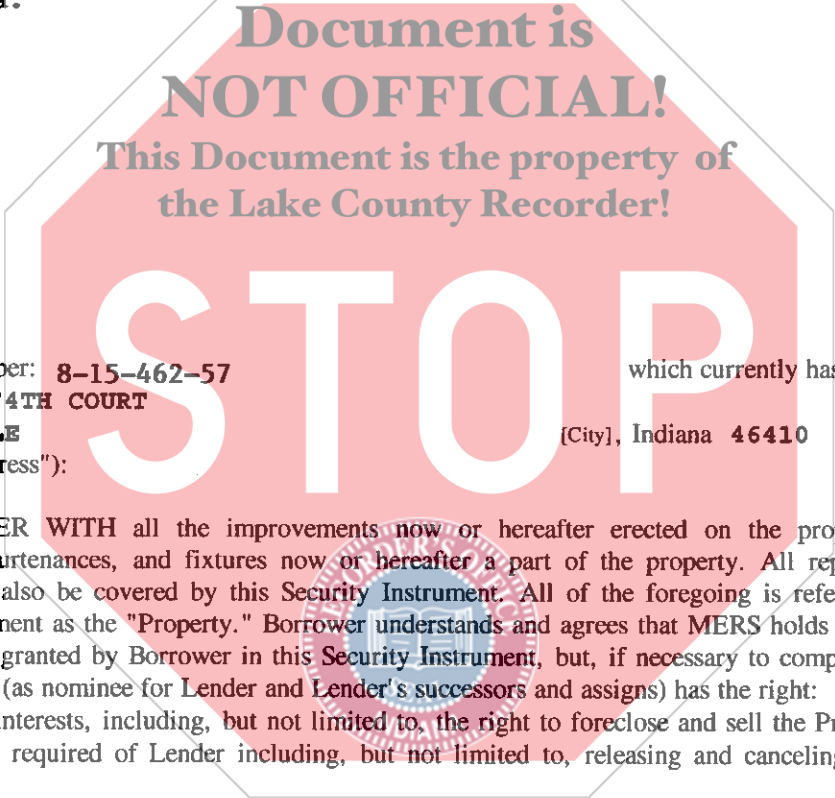 Document is
NOT OFFICIAL!
This Document is the property of
the Lake County Recorder!
STOP
8-15-462-57 which currently has
4TH COURT
[City], Indiana 46410
ress"):
ER WITH all the improvements now or hereafter erected on the pro
urtenances, and fixtures now or hereafter a part of the property. All rep
also be covered by this Security Instrument. All of the foregoing is refe
ment as the "Property." Borrower understands and agrees that MERS holds
granted by Borrower in this Security Instrument, but, if necessary to comp
(as nominee for Lender and Lender's successors and assigns) has the right:
interests, including, but not limited to, the right to foreclose and sell the Pr
required of Lender including, but not limited to, releasing and canceling